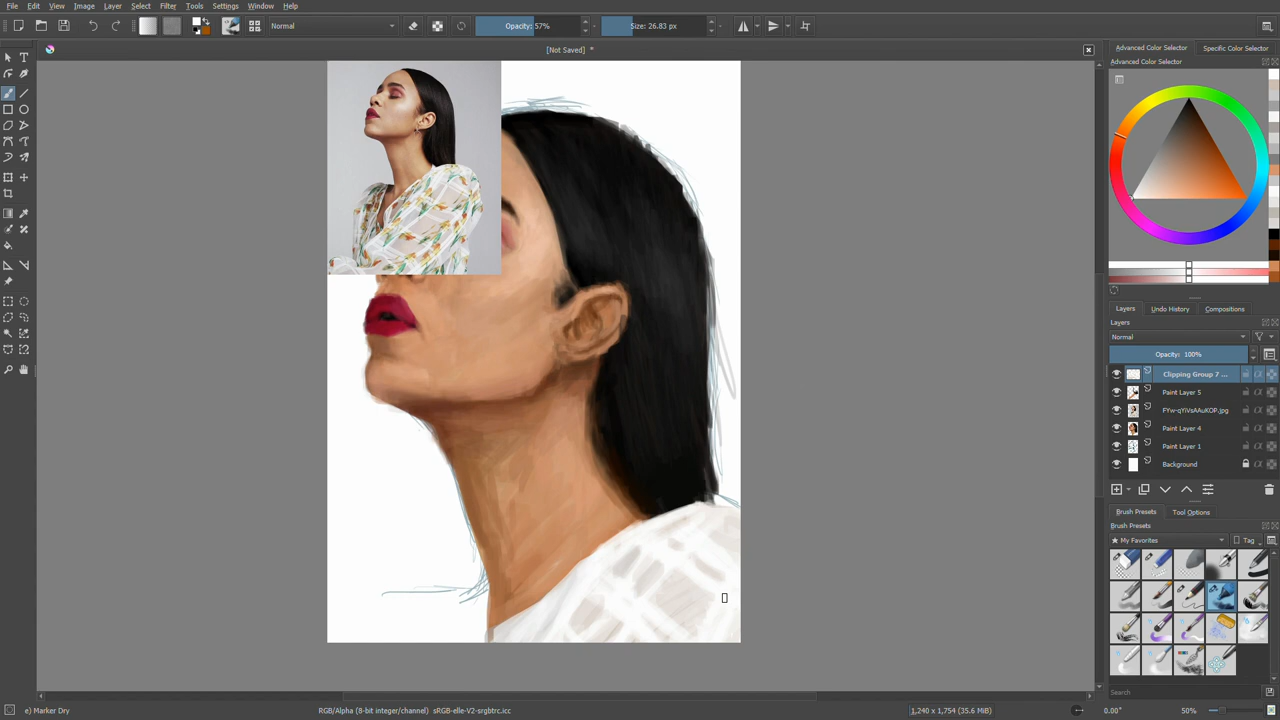 File Edit View Image Layer Select Filter Tools Settings Window Help
Normal Opacity: 57% Size: 26.83 px
[Not Saved] *
Advanced Color Selector Specific Color Selector
Advanced Color Selector
Layers Undo History Compositions
Layers
Normal
Opacity: 100%
Clipping Group 7 ...
Paint Layer 5
FYw-qYiVsAAuKOP.jpg
Paint Layer 4
Paint Layer 1
Background
Brush Presets Tool Options
Brush Presets
★ My Favorites Tag
Search
e) Marker Dry RGB/Alpha (8-bit integer/channel) sRGB-elle-V2-srgbtrc.icc 1,240 x 1,754 (35.6 MiB) 0.00° 50%